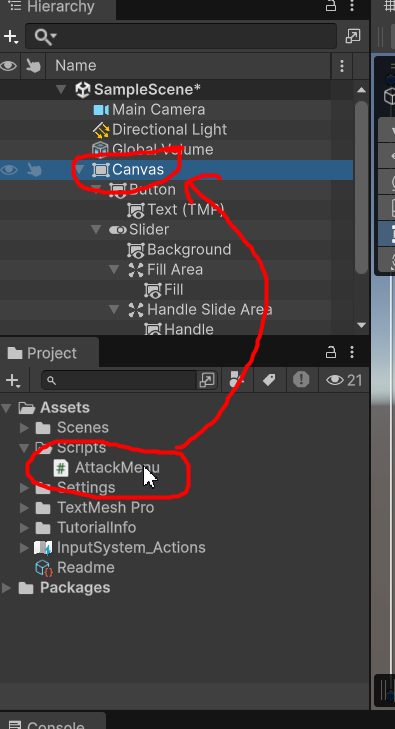 Hierarchy
Name
SampleScene*
Main Camera
Directional Light
Global Volume
Canvas
Button
Text (TMP)
Slider
Background
Fill Area
Fill
Handle Slide Area
Handle
Project
21
Assets
Scenes
Scripts
AttackMenu
Settings
TextMesh Pro
TutorialInfo
InputSystem_Actions
Readme
Packages
Console